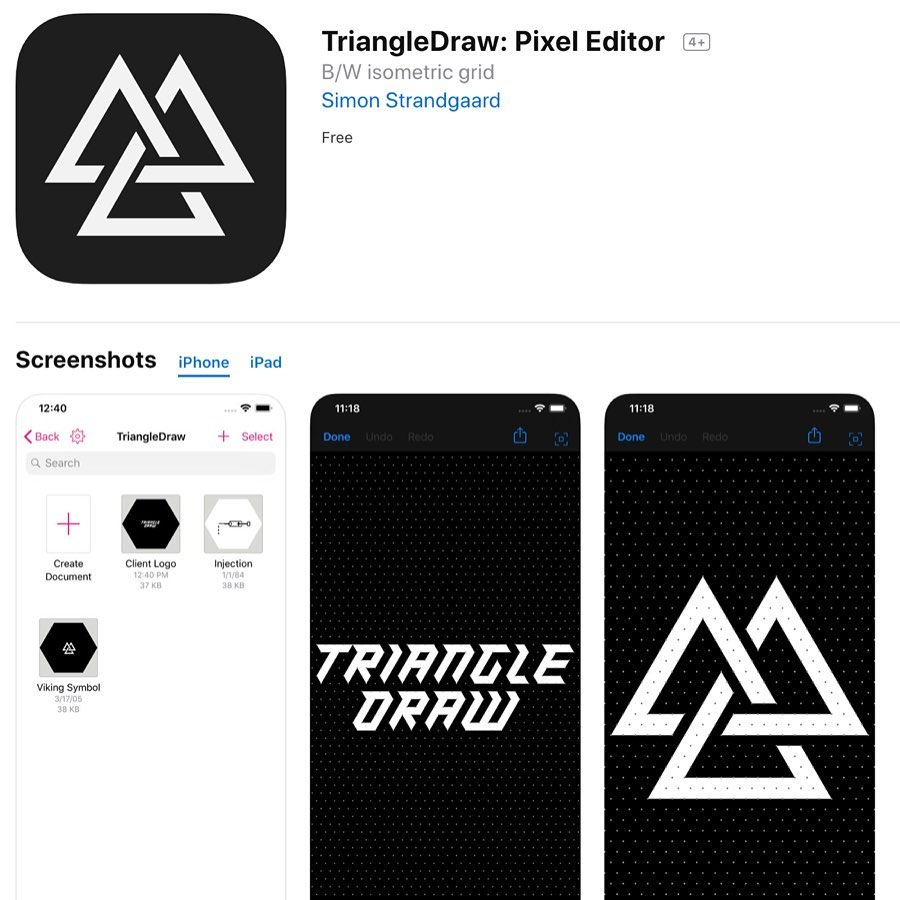 TriangleDraw: Pixel Editor 4+
B/W isometric grid
Simon Strandgaard
Free
Screenshots iPhone iPad
12:40
Back TriangleDraw + Select
Search
Create
Document
Client Logo
12:40 PM
37 KB
Injection
1/1/84
38 KB
Viking Symbol
3/17/05
38 KB
11:18
Done Undo Redo
TRIANGLE
DRAW
11:18
Done Undo Redo